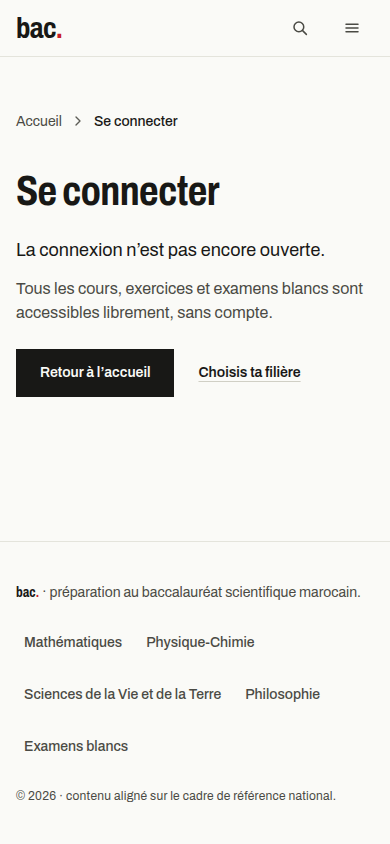 bac.
Accueil > Se connecter
Se connecter
La connexion n’est pas encore ouverte.
Tous les cours, exercices et examens blancs sont
accessibles librement, sans compte.
Retour à l’accueil Choisis ta filière
bac. · préparation au baccalauréat scientifique marocain.
Mathématiques Physique-Chimie
Sciences de la Vie et de la Terre Philosophie
Examens blancs
© 2026 · contenu aligné sur le cadre de référence national.